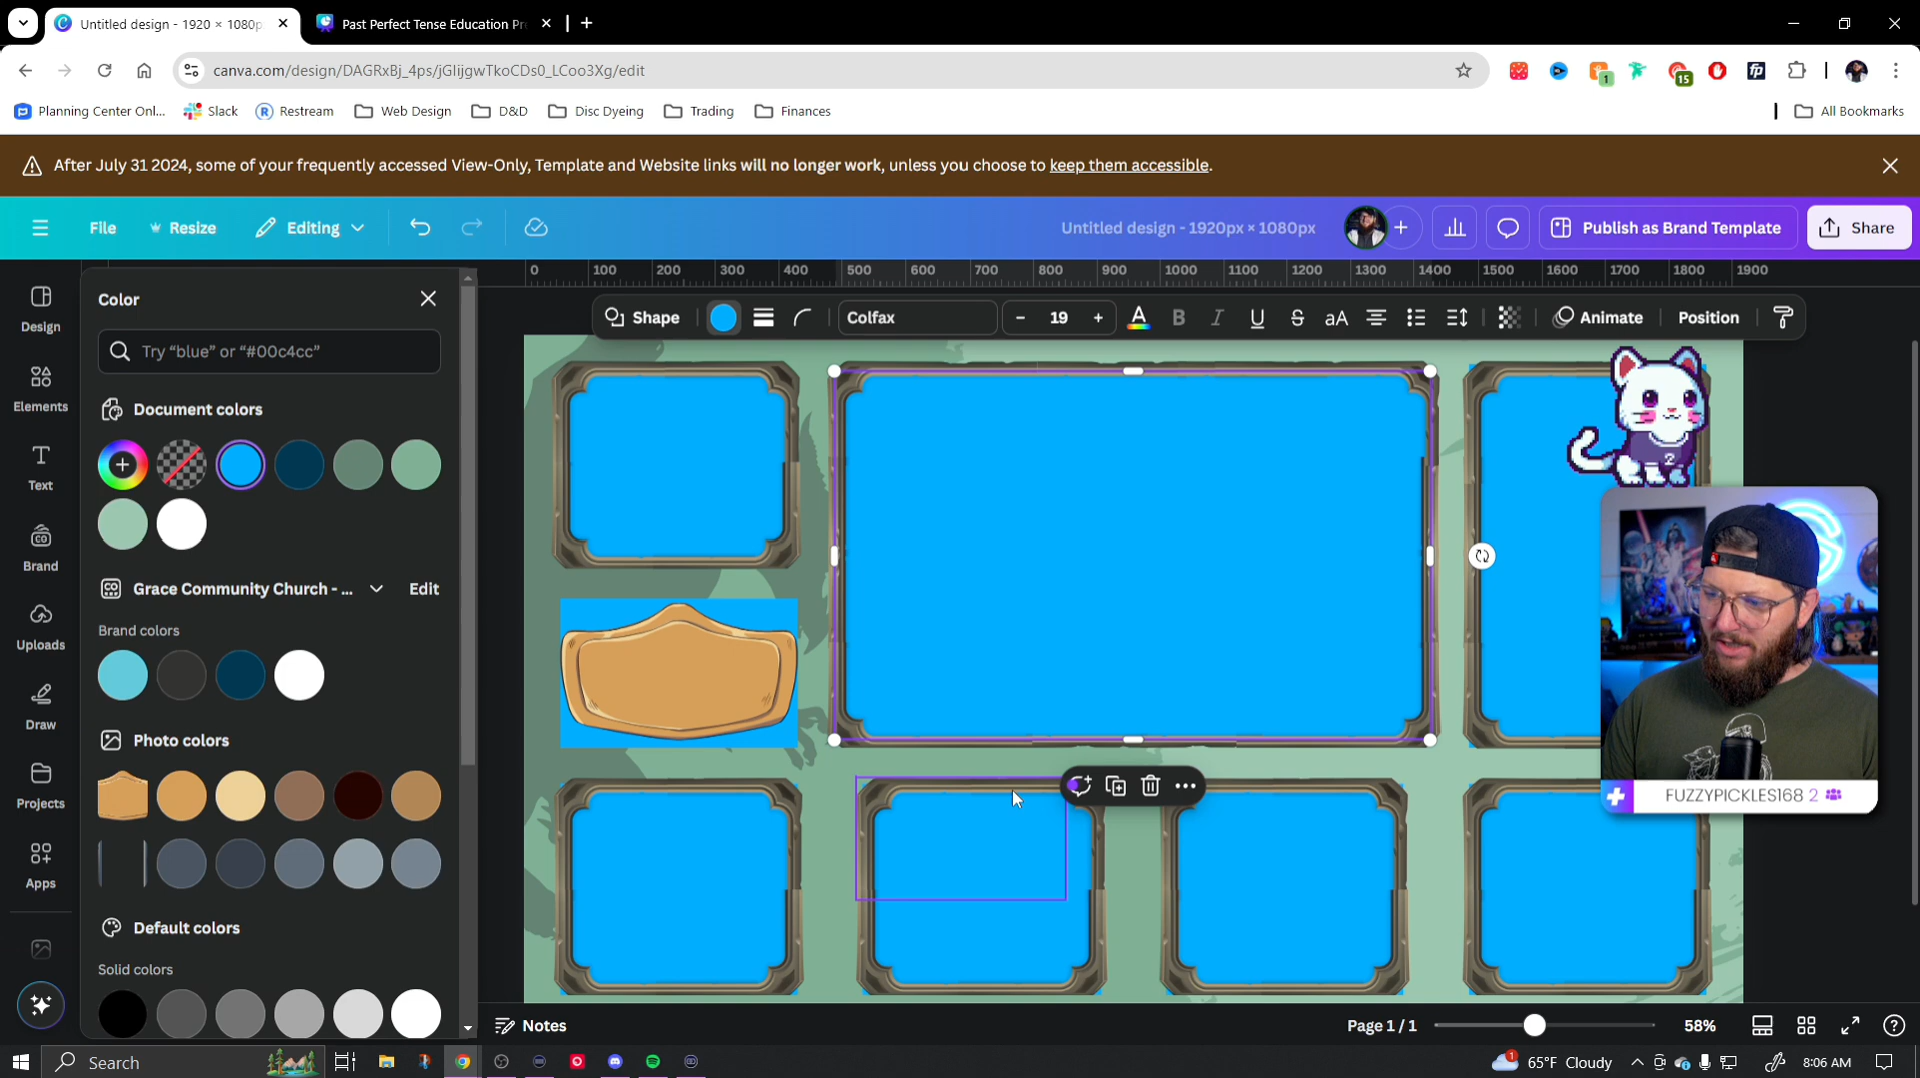 Untitled design - 1920 × 1080p
Past Perfect Tense Education Pr
canva.com/design/DAGRxBj_4ps/jGlijgwTkoCDs0_LCoo3Xg/edit
1
15
Planning Center Onl...
Slack
Restream
Web Design
D&D
Disc Dyeing
Trading
Finances
All Bookmarks
After July 31 2024, some of your frequently accessed View-Only, Template and Website links will no longer work, unless you choose to keep them accessible.
File
Resize
Editing
Untitled design - 1920px × 1080px
Publish as Brand Template
Share
0 100 200 300 400 500 600 700 800 900 1000 1100 1200 1300 1400 1500 1600 1700 1800 1900
Design
Elements
Text
Brand
Uploads
Draw
Projects
Apps
Color
Try “blue” or “#00c4cc”
Document colors
Grace Community Church - ...
Edit
Brand colors
Photo colors
Default colors
Solid colors
Shape
Colfax
– 19 +
A
B
I
U
S
aA
Animate
Position
2
FUZZYPICKLES168 2
Notes
Page 1 / 1
58%
Search
1
65°F Cloudy
8:06 AM